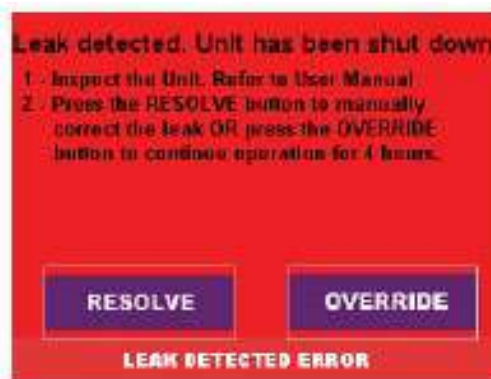 Leak detected. Unit has been shut down
1 - Inspect the Unit. Refer to User Manual
2 - Press the RESOLVE button to manually
correct the leak OR press the OVERRIDE
button to continue operation for 4 hours.
RESOLVE
OVERRIDE
LEAK DETECTED ERROR